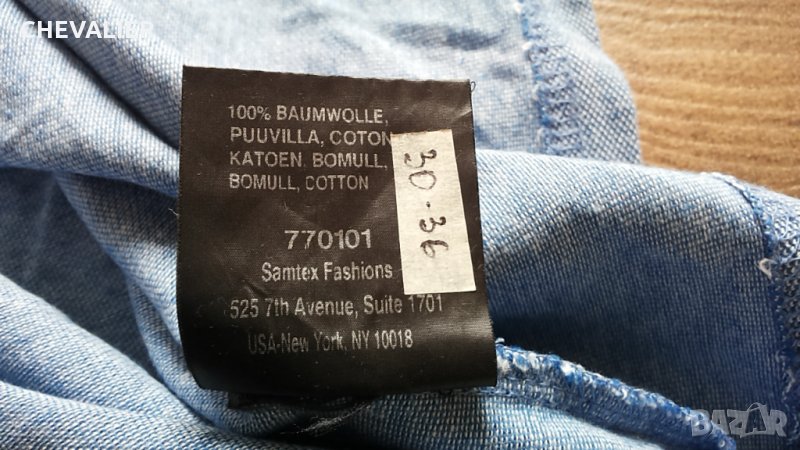 CHEVALIER
100% BAUMWOLLE,
PUUVILLA, COTON
KATOEN, BOMULL,
BOMULL, COTTON
30-36
770101
Samtex Fashions
525 7th Avenue, Suite 1701
USA-New York, NY 10018
BAZAR